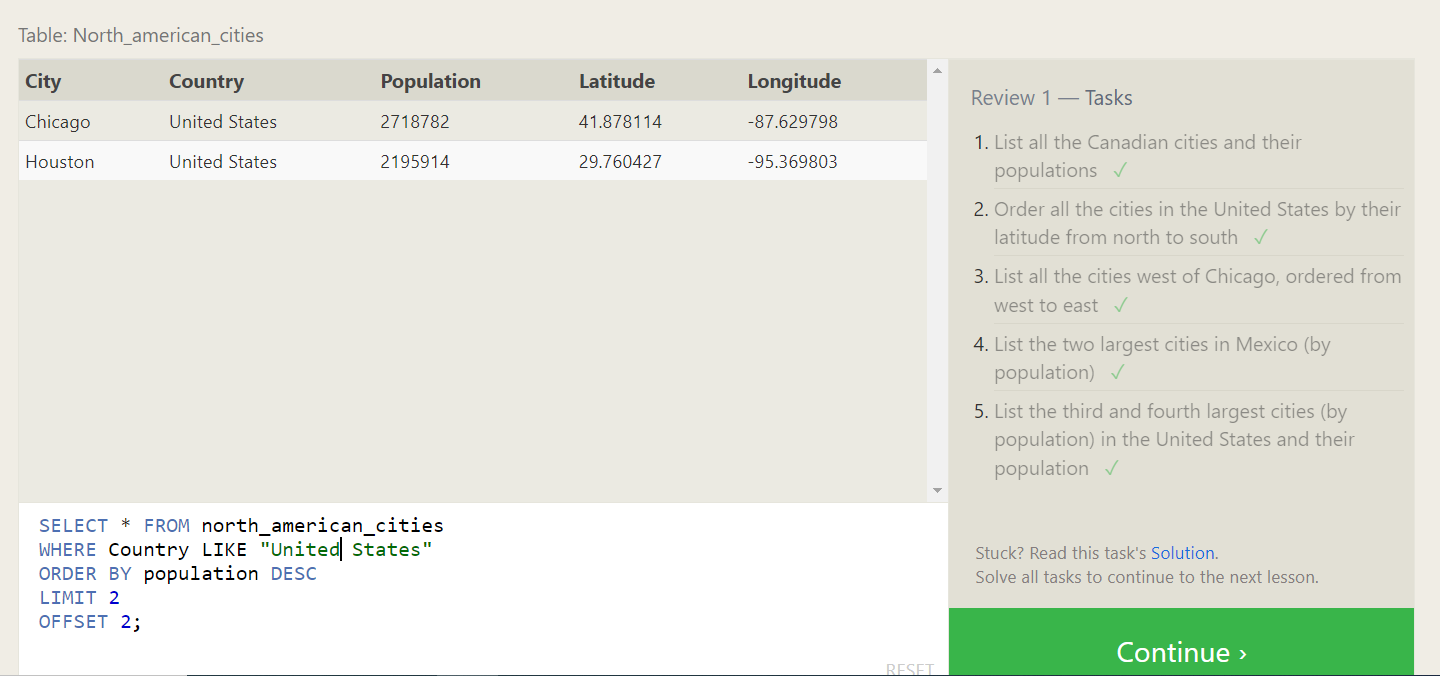 Table: North_american_cities
City Country Population Latitude Longitude
Chicago United States 2718782 41.878114 -87.629798
Houston United States 2195914 29.760427 -95.369803
SELECT * FROM north_american_cities
WHERE Country LIKE "United States"
ORDER BY population DESC
LIMIT 2
OFFSET 2;
RESET
Review 1 — Tasks
1. List all the Canadian cities and their
populations ✓
2. Order all the cities in the United States by their
latitude from north to south ✓
3. List all the cities west of Chicago, ordered from
west to east ✓
4. List the two largest cities in Mexico (by
population) ✓
5. List the third and fourth largest cities (by
population) in the United States and their
population ✓
Stuck? Read this task's Solution.
Solve all tasks to continue to the next lesson.
Continue ›